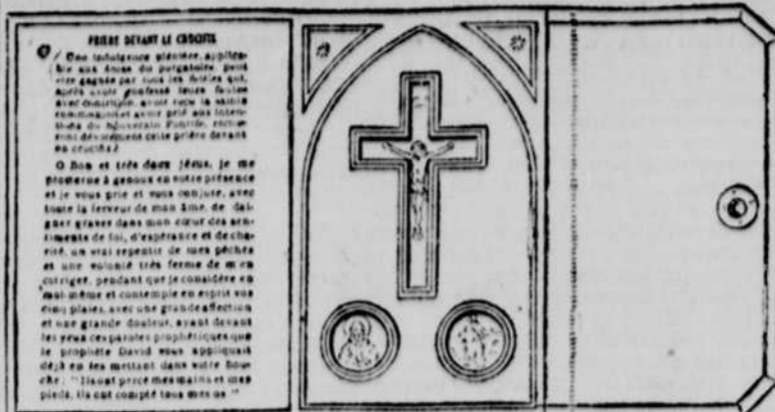 PRIERE DEVANT LE CRUCIFIX
Une indulgence plénière, applica-
ble aux âmes du purgatoire, peut
être gagnée par tous les fidèles qui,
après avoir confessé leurs fautes
avec contrition, avoir reçu la sainte
communion et avoir prié aux inten-
tions du Souverain Pontife,
dévotement cette prière devant
un crucifix
O Bon et très doux Jésus, je me
prosterne à genoux en votre présence
et je vous prie et vous conjure, avec
toute la ferveur de mon âme, de dai-
gner graver dans mon cœur des sen-
timents de foi, d'espérance et de cha-
rité, un vrai repentir de mes péchés
et une volonté très ferme de m'en
corriger, pendant que je considère en
moi-même et contemple en esprit vos
cinq plaies, avec une grande affection
et une grande douleur, ayant devant
les yeux ces paroles prophétiques que
le prophète David vous appliquait
déjà en les mettant dans votre bou
che: "Ils ont percé mes mains et mes
pieds, ils ont compté tous mes os"